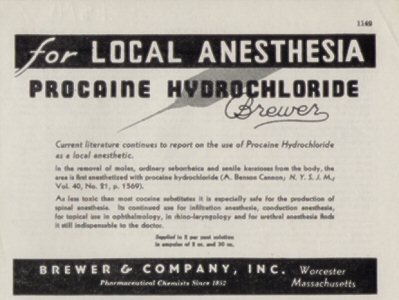 1149
for LOCAL ANESTHESIA
PROCAINE HYDROCHLORIDE
Brewer
Current literature continues to report on the use of Procaine Hydrochloride
as a local anesthetic.
In the removal of moles, ordinary seborrheica and senile keratoses from the body, the
area is first anesthetized with procaine hydrochloride (A. Benson Cannon, N. Y. S. J. M.,
Vol. 40, No. 21, p. 1569).
As less toxic than most cocaine substitutes it is especially safe for the production of
spinal anesthesia. Its continued use for infiltration anesthesia, conduction anesthesia,
for topical use in ophthalmology, in rhino-laryngology and for urethral anesthesia finds
it still indispensable to the doctor.
Supplied in 2 per cent solution
in ampules of 2 cc. and 30 cc.
BREWER & COMPANY, INC. Worcester
Pharmaceutical Chemists Since 1852 Massachusetts